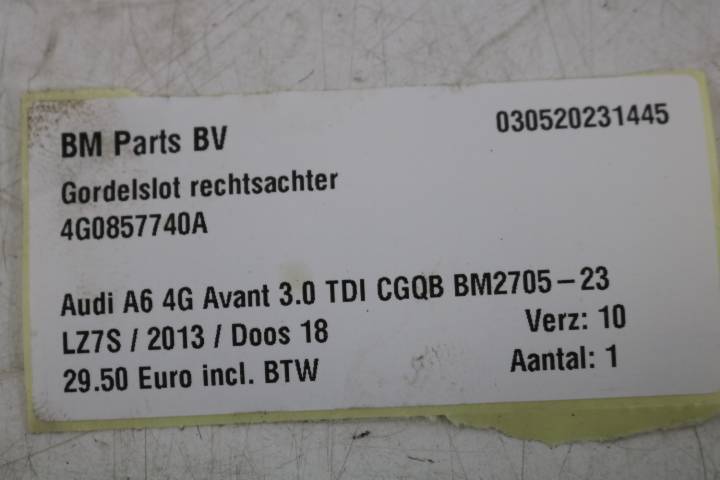 BM Parts BV 030520231445
Gordelslot rechtsachter
4G0857740A
Audi A6 4G Avant 3.0 TDI CGQB BM2705-23
LZ7S / 2013 / Doos 18 Verz: 10
29.50 Euro incl. BTW Aantal: 1